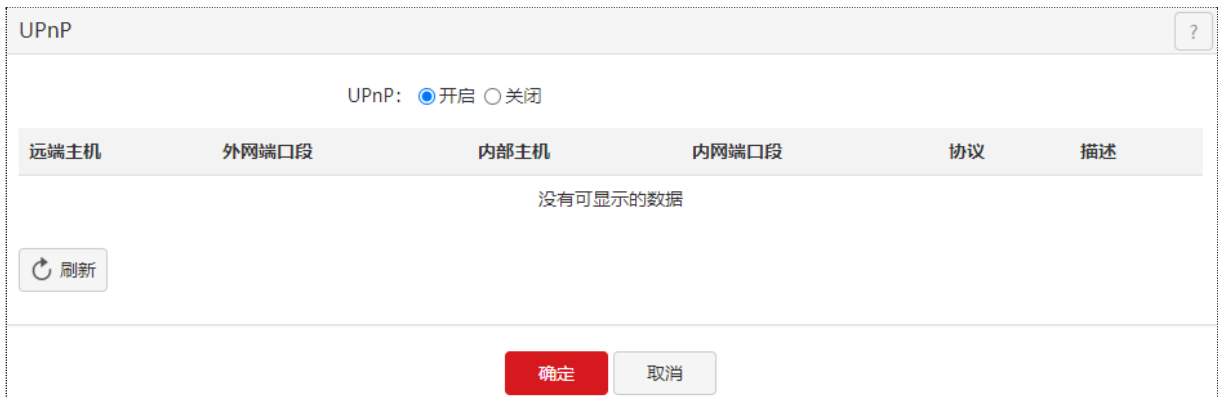 UPnP ?
UPnP: 开启 关闭
远端主机 外网端口段 内部主机 内网端口段 协议 描述
没有可显示的数据
刷新
确定 取消